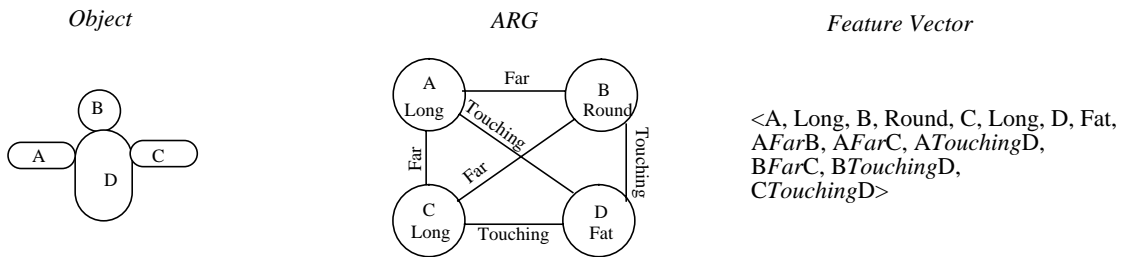 Object
ARG
Feature Vector
B
A
C
D
A
Long
Far
B
Round
Touching
Far
Far
Touching
C
Long
Touching
D
Fat
<A, Long, B, Round, C, Long, D, Fat,
AFarB, AFarC, ATouchingD,
BFarC, BTouchingD,
CTouchingD>